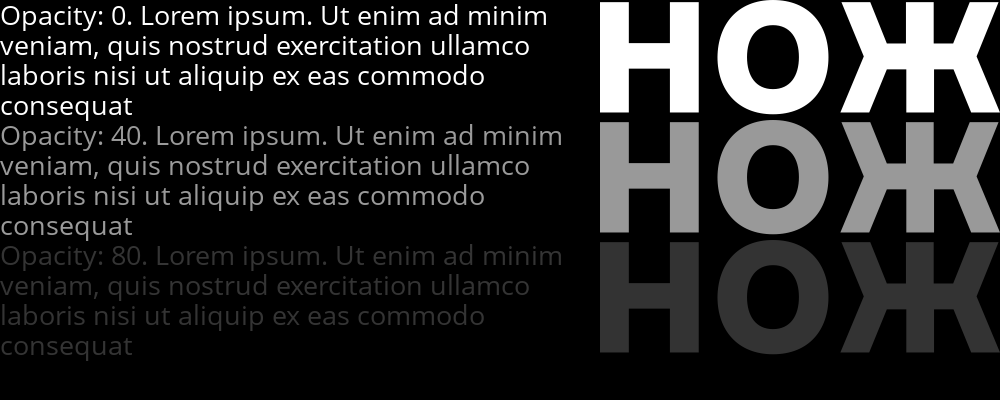 Opacity: 0. Lorem ipsum. Ut enim ad minim
veniam, quis nostrud exercitation ullamco
laboris nisi ut aliquip ex eas commodo
consequat
Opacity: 40. Lorem ipsum. Ut enim ad minim
veniam, quis nostrud exercitation ullamco
laboris nisi ut aliquip ex eas commodo
consequat
Opacity: 80. Lorem ipsum. Ut enim ad minim
veniam, quis nostrud exercitation ullamco
laboris nisi ut aliquip ex eas commodo
consequat
НОЖ
НОЖ
НОЖ